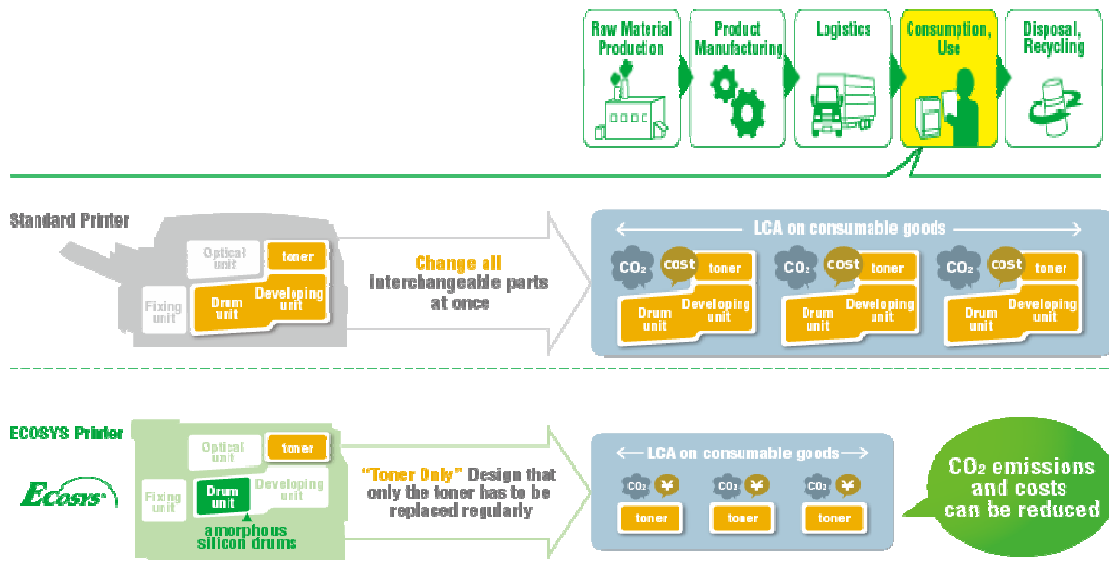 Raw Material
Production
Product
Manufacturing
Logistics
Consumption,
Use
Disposal,
Recycling
Standard Printer
Optical
unit
toner
Fixing
unit
Drum
unit
Developing
unit
Change all
interchangeable parts
at once
LCA on consumable goods
CO₂
cost
toner
Drum
unit
Developing
unit
CO₂
cost
toner
Drum
unit
Developing
unit
CO₂
cost
toner
Drum
unit
Developing
unit
ECOSYS Printer
ECOSYS®
Optical
unit
toner
Fixing
unit
Drum
unit
Developing
unit
amorphous
silicon drums
"Toner Only" Design that
only the toner has to be
replaced regularly
LCA on consumable goods
CO₂ ¥ CO₂ ¥ CO₂ ¥
toner toner toner
CO₂ emissions
and costs
can be reduced